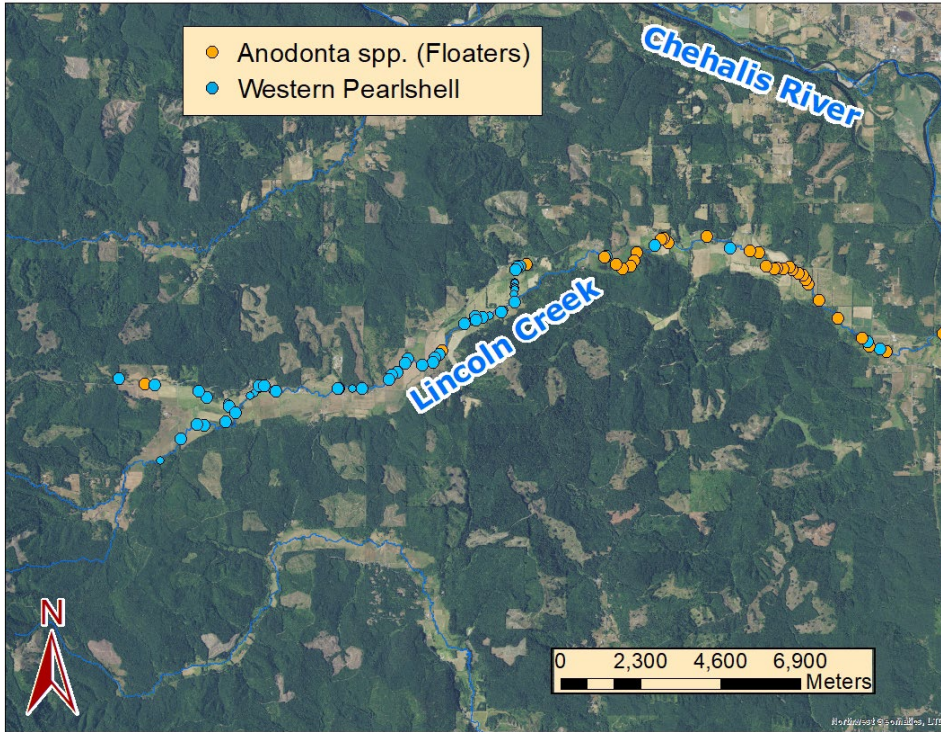 Anodonta spp. (Floaters)
Western Pearlshell
Chehalis River
Lincoln Creek
N
0 2,300 4,600 6,900
Meters